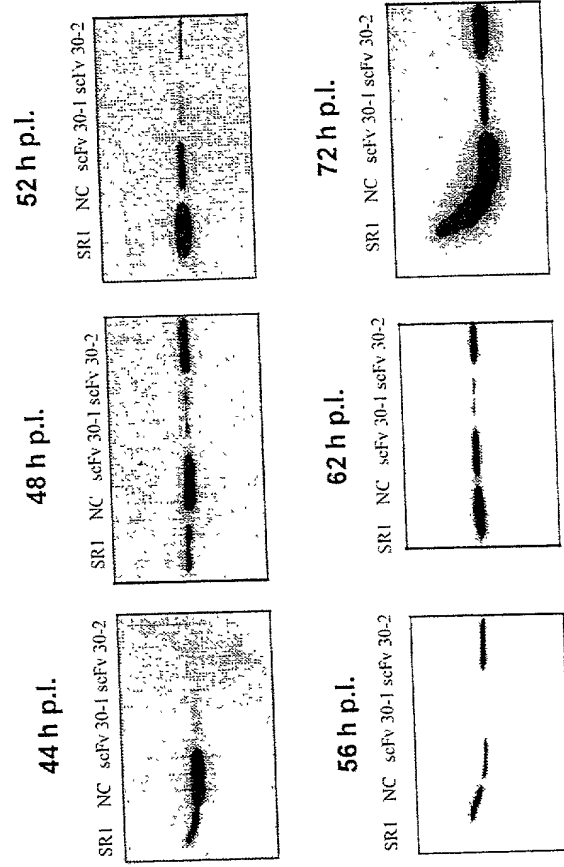 44 h p.l.
SR1 NC scFv 30-1 scFv 30-2
48 h p.l.
SR1 NC scFv 30-1 scFv 30-2
52 h p.l.
SR1 NC scFv 30-1 scFv 30-2
56 h p.l.
SR1 NC scFv 30-1 scFv 30-2
62 h p.l.
SR1 NC scFv 30-1 scFv 30-2
72 h p.l.
SR1 NC scFv 30-1 scFv 30-2